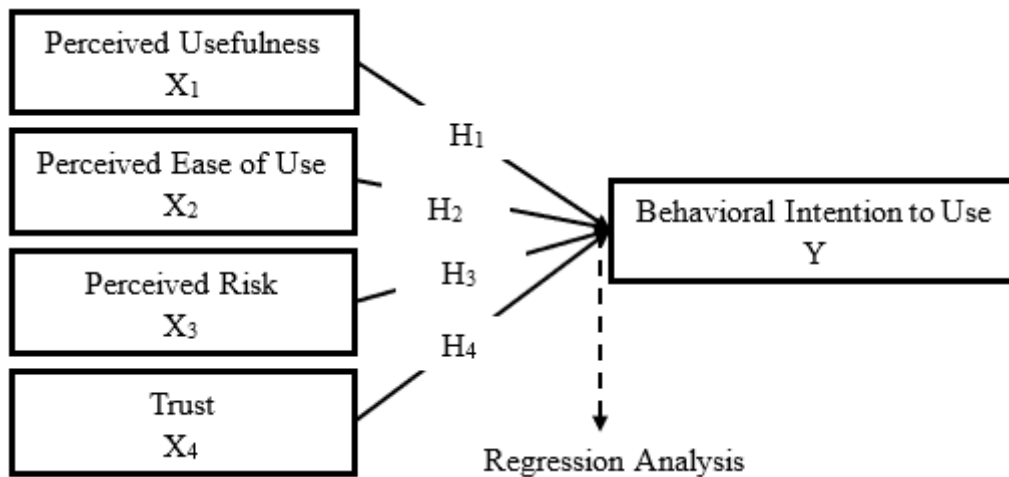 Perceived Usefulness
X₁
H₁
Perceived Ease of Use
X₂
H₂
Behavioral Intention to Use
Y
Perceived Risk
X₃
H₃
H₄
Trust
X₄
Regression Analysis